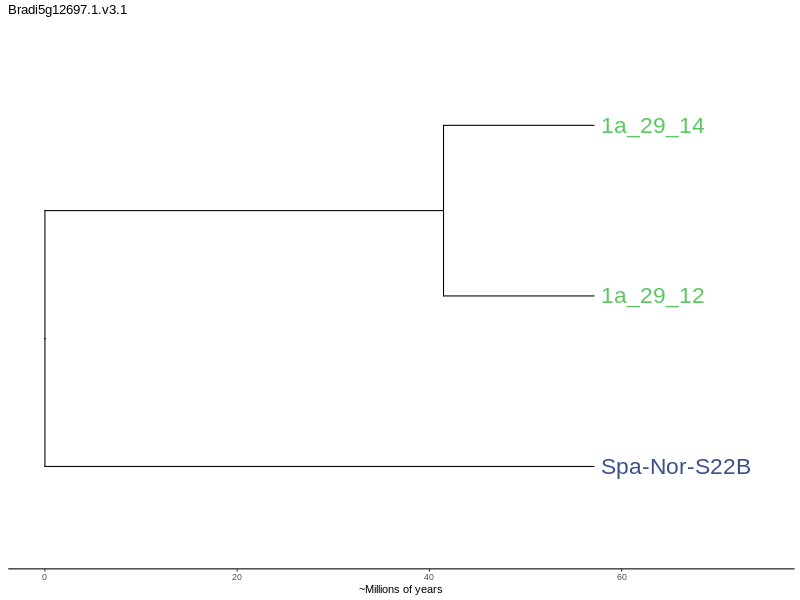 Bradi5g12697.1.v3.1
1a_29_14
1a_29_12
Spa-Nor-S22B
0 20 40 60
~Millions of years